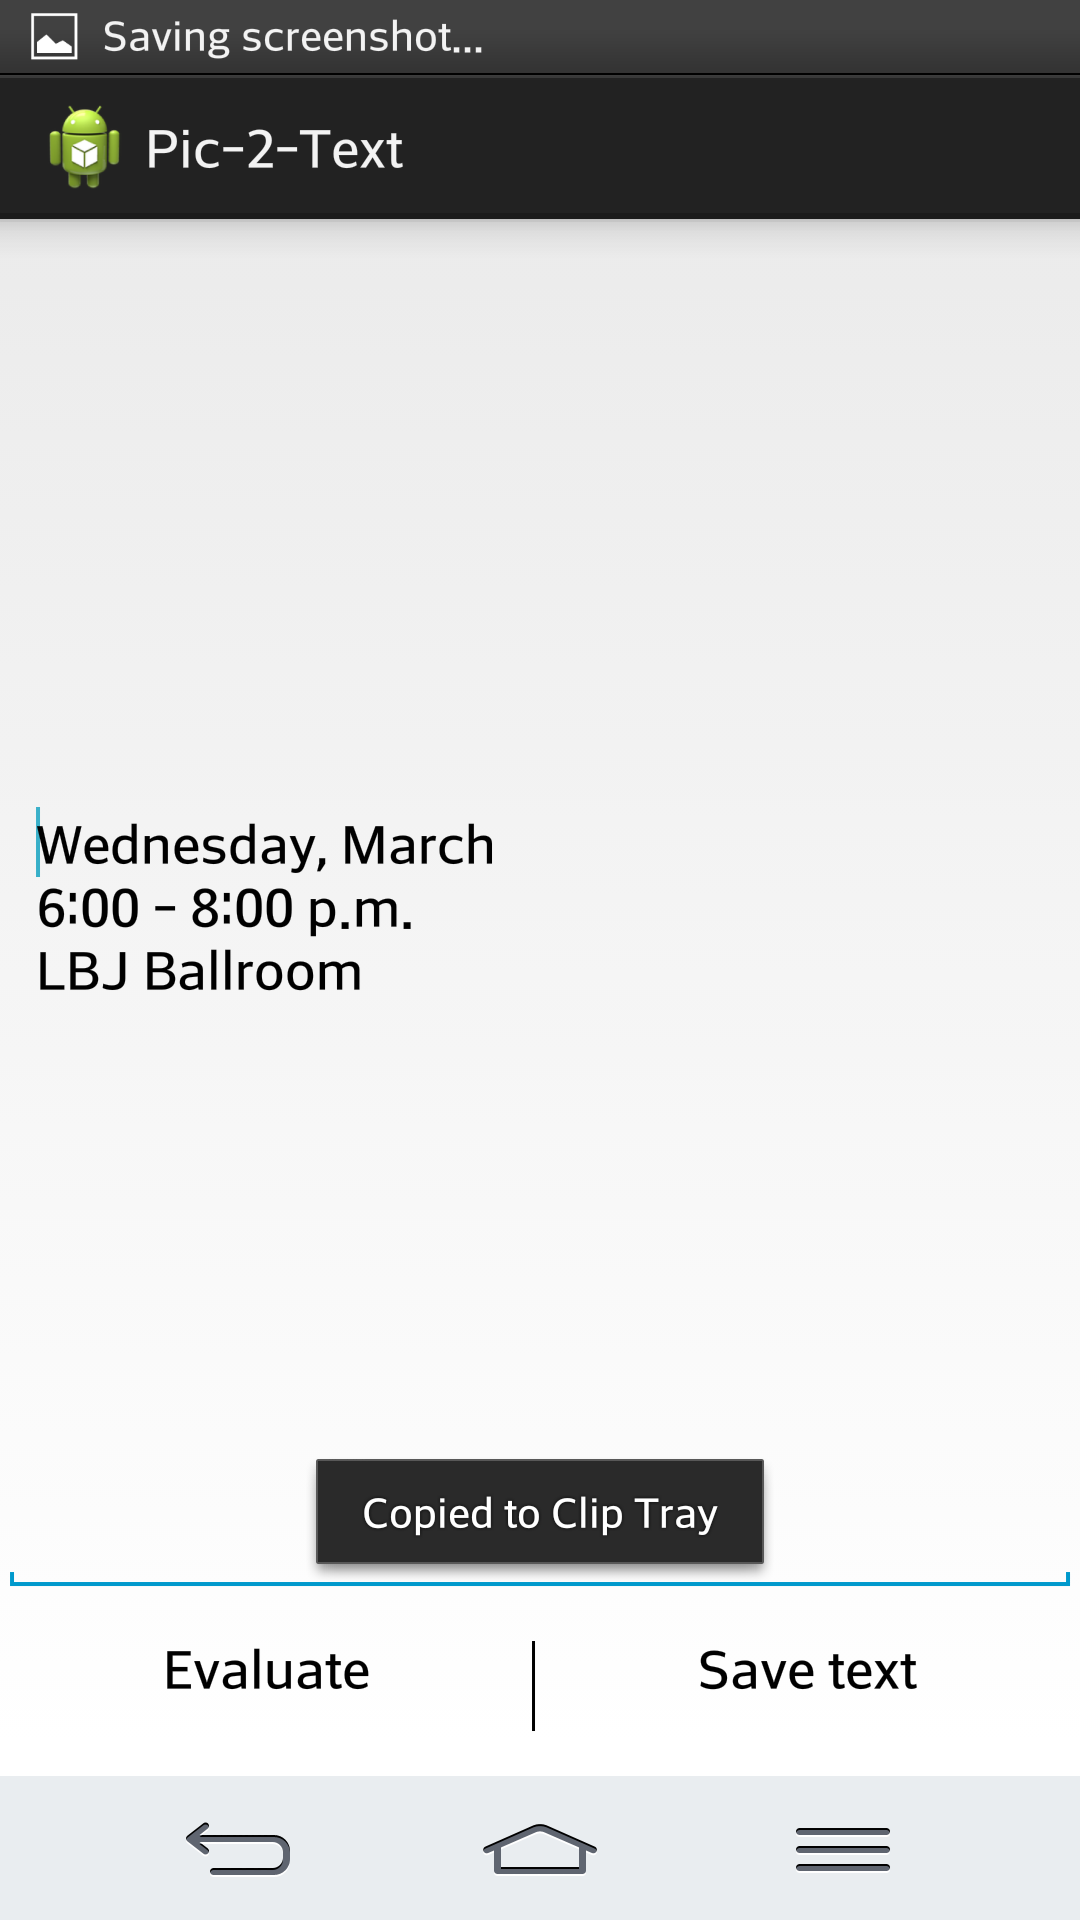 Saving screenshot...
Pic-2-Text
Wednesday, March
6:00 - 8:00 p.m.
LBJ Ballroom
Copied to Clip Tray
Evaluate
Save text